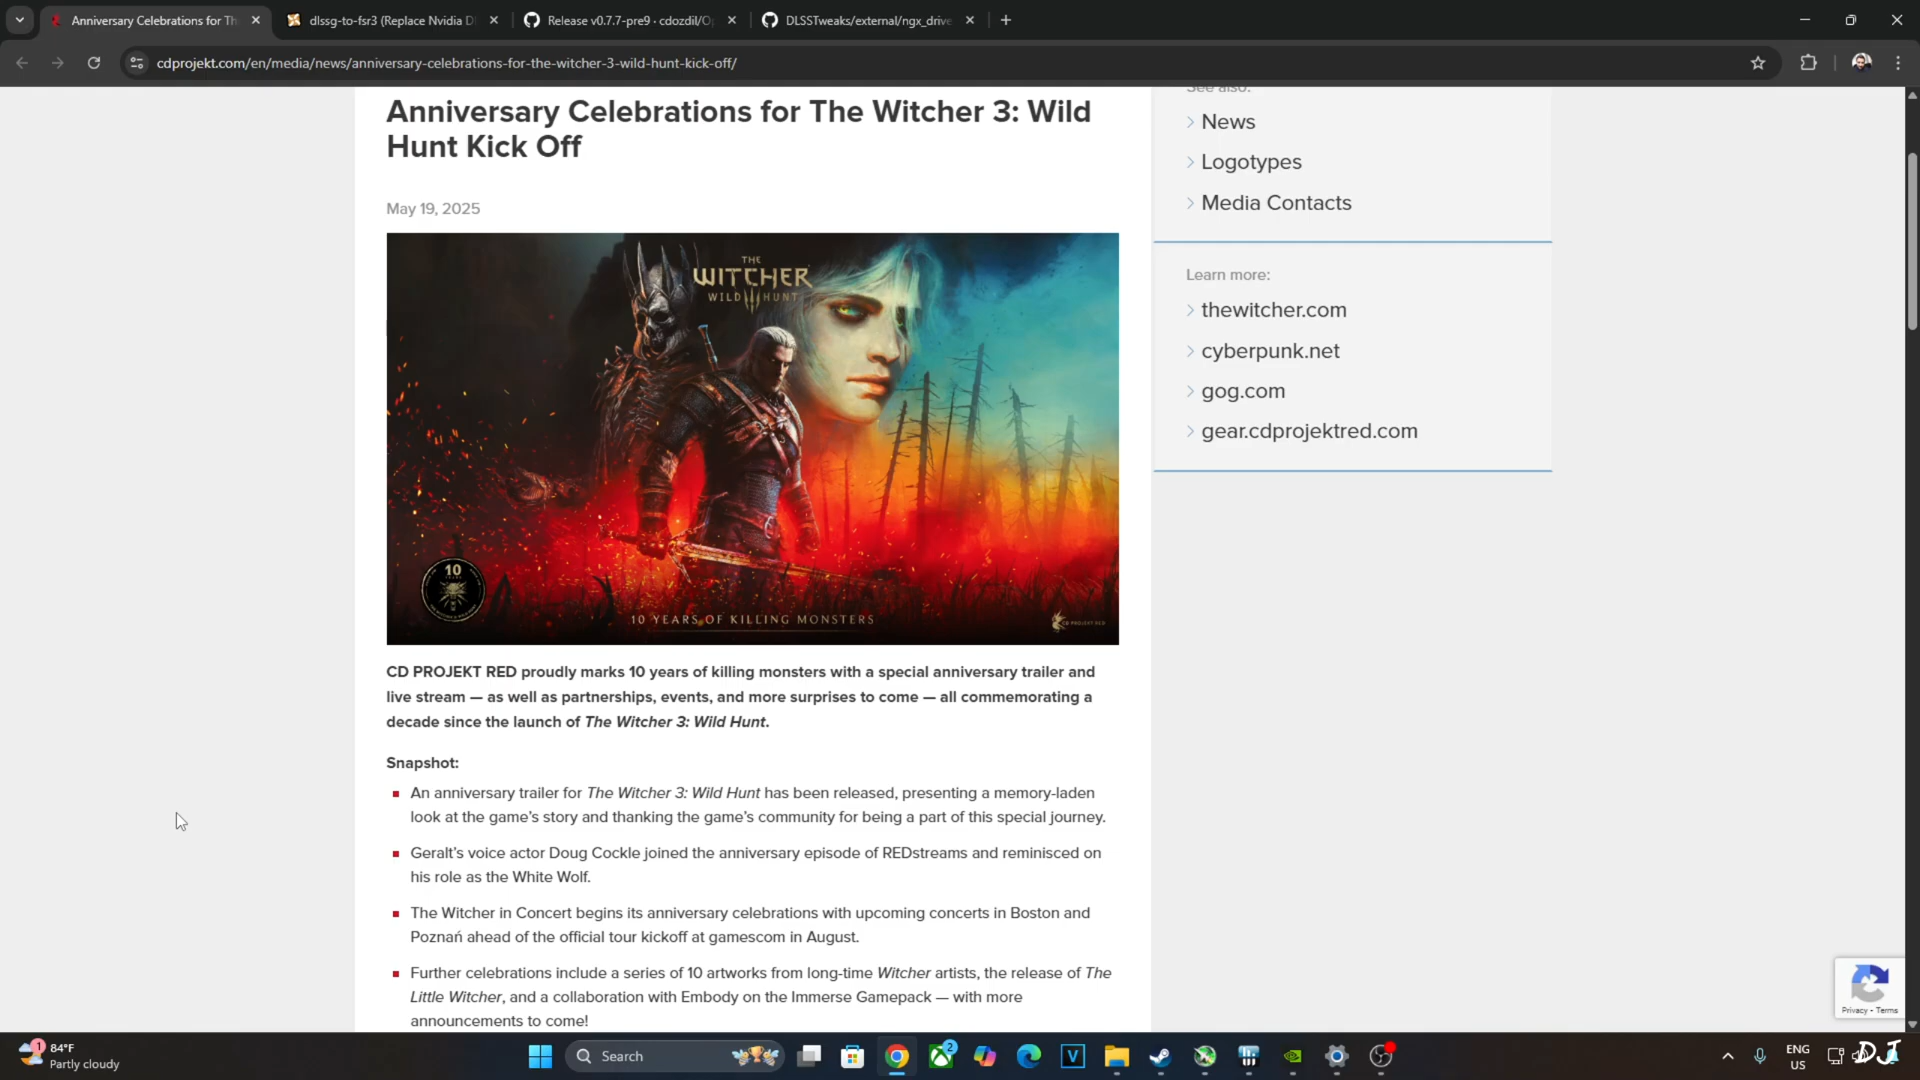 Anniversary Celebrations for Th
dlssg-to-fsr3 (Replace Nvidia D
Release v0.7.7-pre9 · cdozdil/O
DLSSTweaks/external/ngx_drive
cdprojekt.com/en/media/news/anniversary-celebrations-for-the-witcher-3-wild-hunt-kick-off/
Anniversary Celebrations for The Witcher 3: Wild
Hunt Kick Off
May 19, 2025
THE
WITCHER
WILD HUNT
10
YEARS
10 YEARS OF KILLING MONSTERS
CD PROJEKT RED
CD PROJEKT RED proudly marks 10 years of killing monsters with a special anniversary trailer and
live stream — as well as partnerships, events, and more surprises to come — all commemorating a
decade since the launch of The Witcher 3: Wild Hunt.
Snapshot:
An anniversary trailer for The Witcher 3: Wild Hunt has been released, presenting a memory-laden
look at the game's story and thanking the game's community for being a part of this special journey.
Geralt's voice actor Doug Cockle joined the anniversary episode of REDstreams and reminisced on
his role as the White Wolf.
The Witcher in Concert begins its anniversary celebrations with upcoming concerts in Boston and
Poznań ahead of the official tour kickoff at gamescom in August.
Further celebrations include a series of 10 artworks from long-time Witcher artists, the release of The
Little Witcher, and a collaboration with Embody on the Immerse Gamepack — with more
announcements to come!
See also:
News
Logotypes
Media Contacts
Learn more:
thewitcher.com
cyberpunk.net
gog.com
gear.cdprojektred.com
Privacy - Terms
1
84°F
Partly cloudy
Search
2
V
ENG
US
DJ